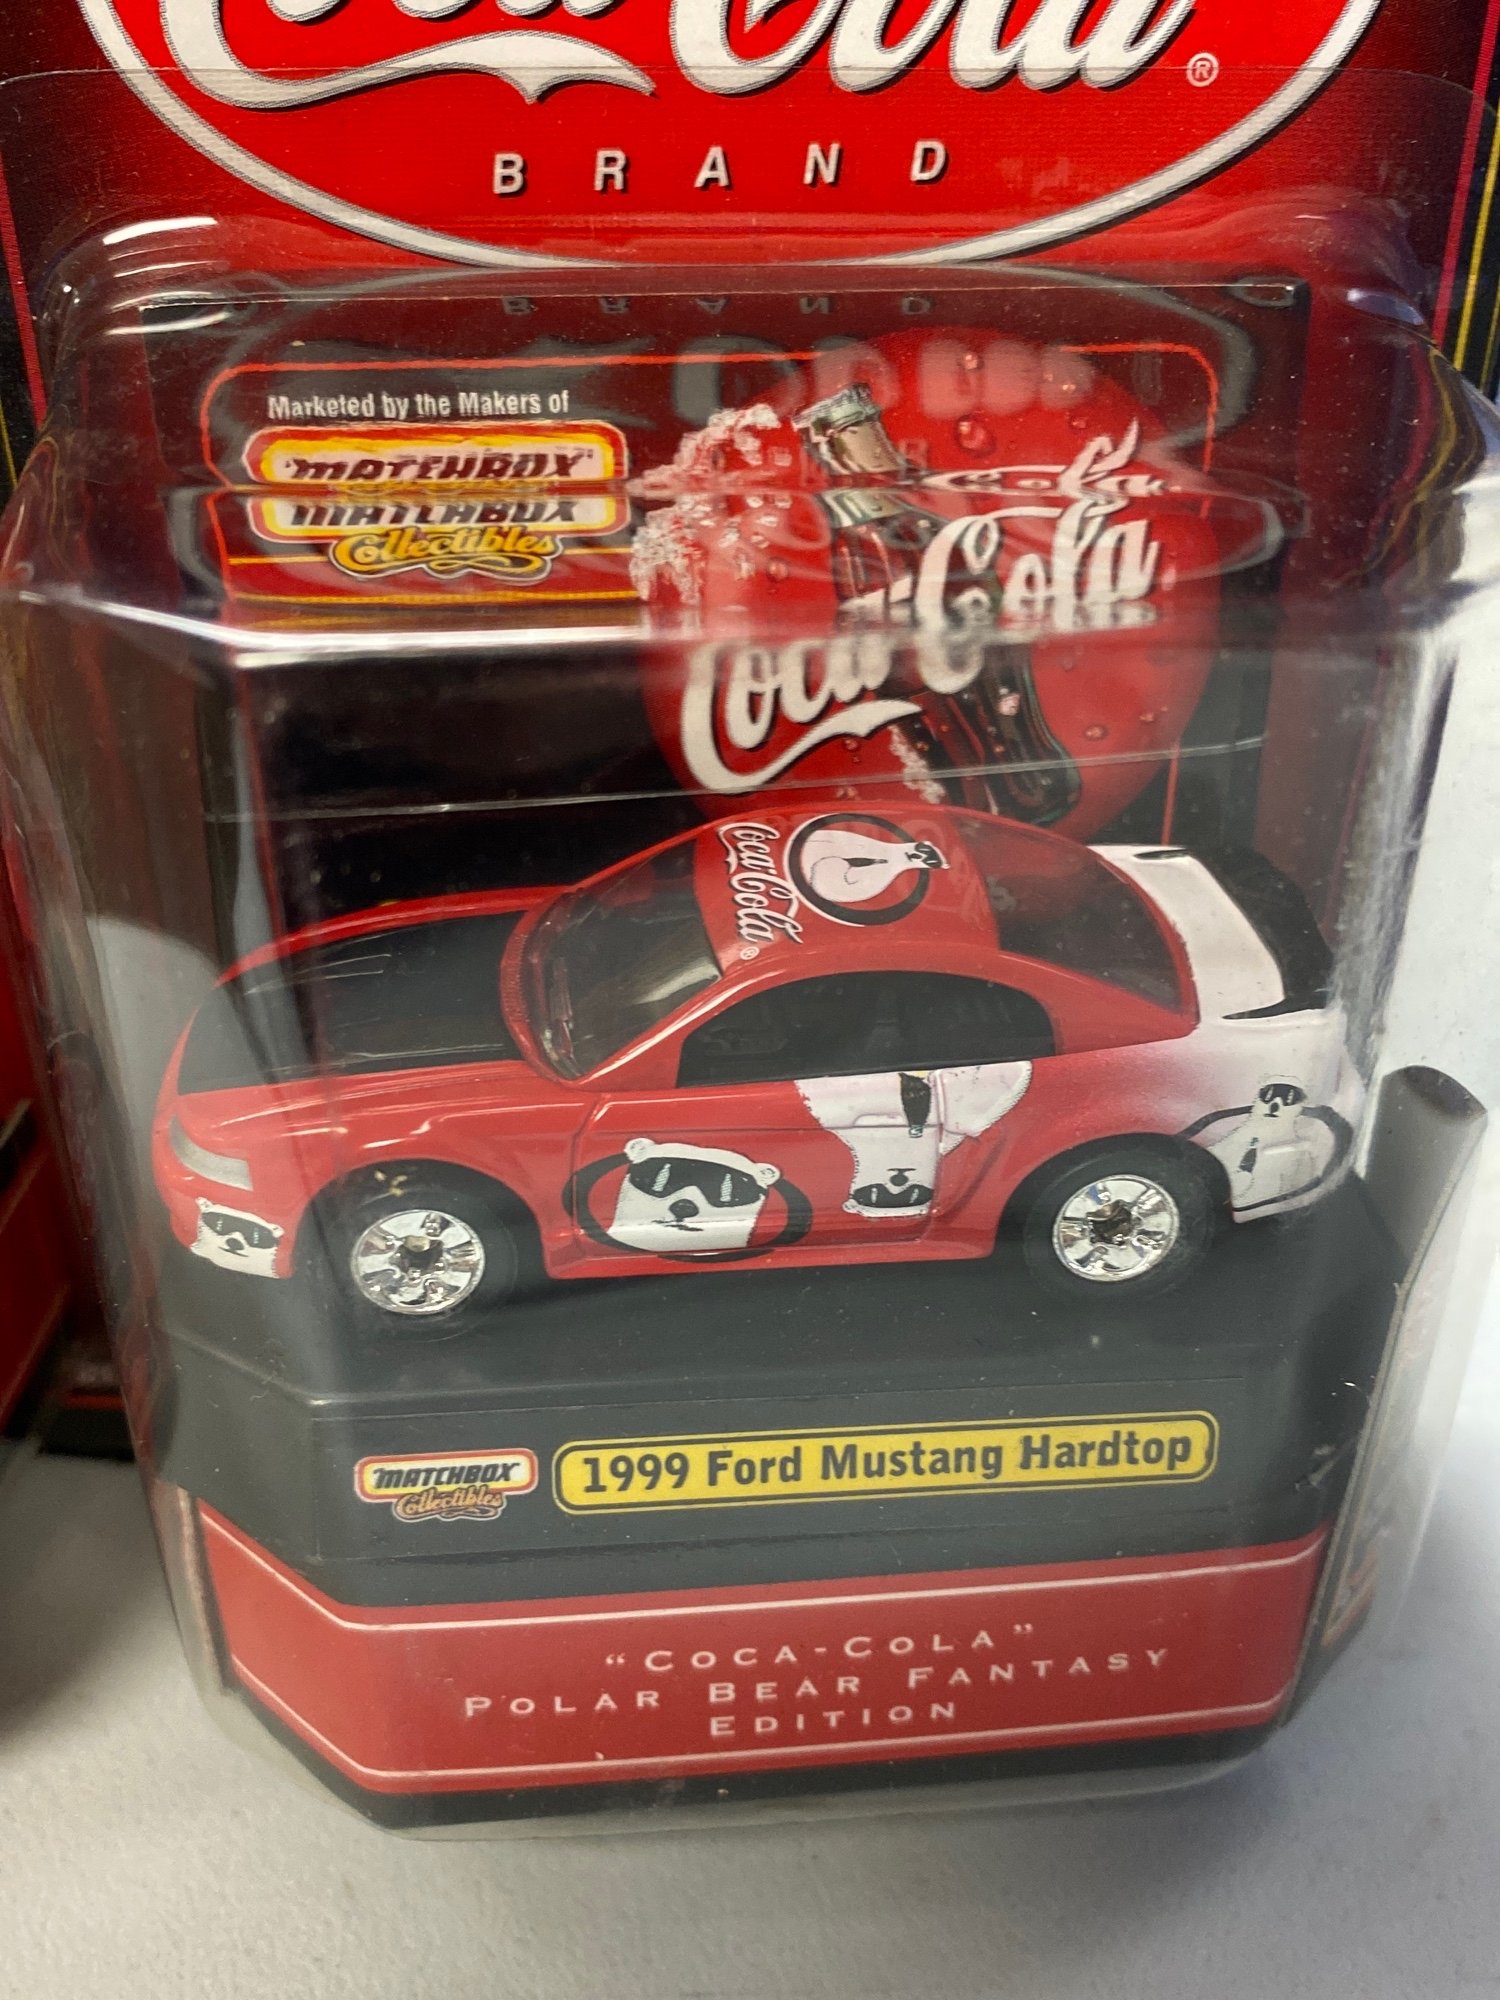 Coca-Cola®
BRAND
Marketed by the Makers of
MATCHBOX
MATCHBOX
Collectibles
Coca-Cola
Coca-Cola®
MATCHBOX
Collectibles
1999 Ford Mustang Hardtop
"COCA-COLA"
POLAR BEAR FANTASY
EDITION